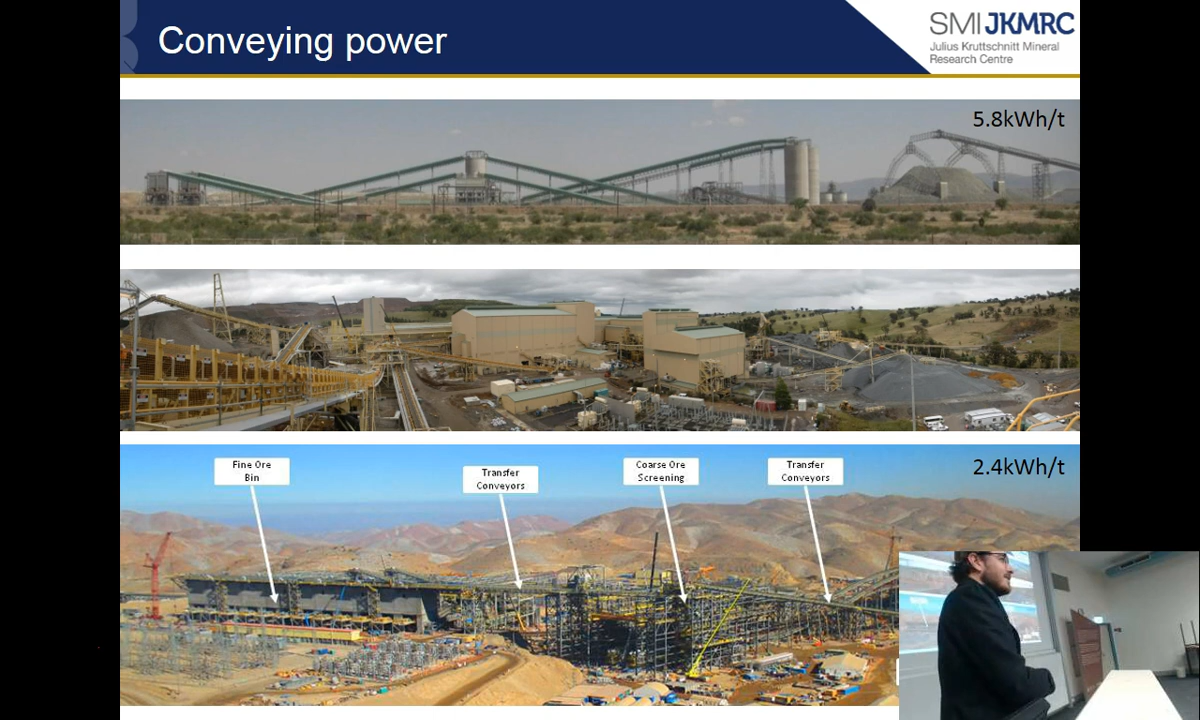 Conveying power
SMI JKMRC
Julius Kruttschnitt Mineral
Research Centre
5.8kWh/t
2.4kWh/t
Fine Ore
Bin
Transfer
Conveyors
Coarse Ore
Screening
Transfer
Conveyors